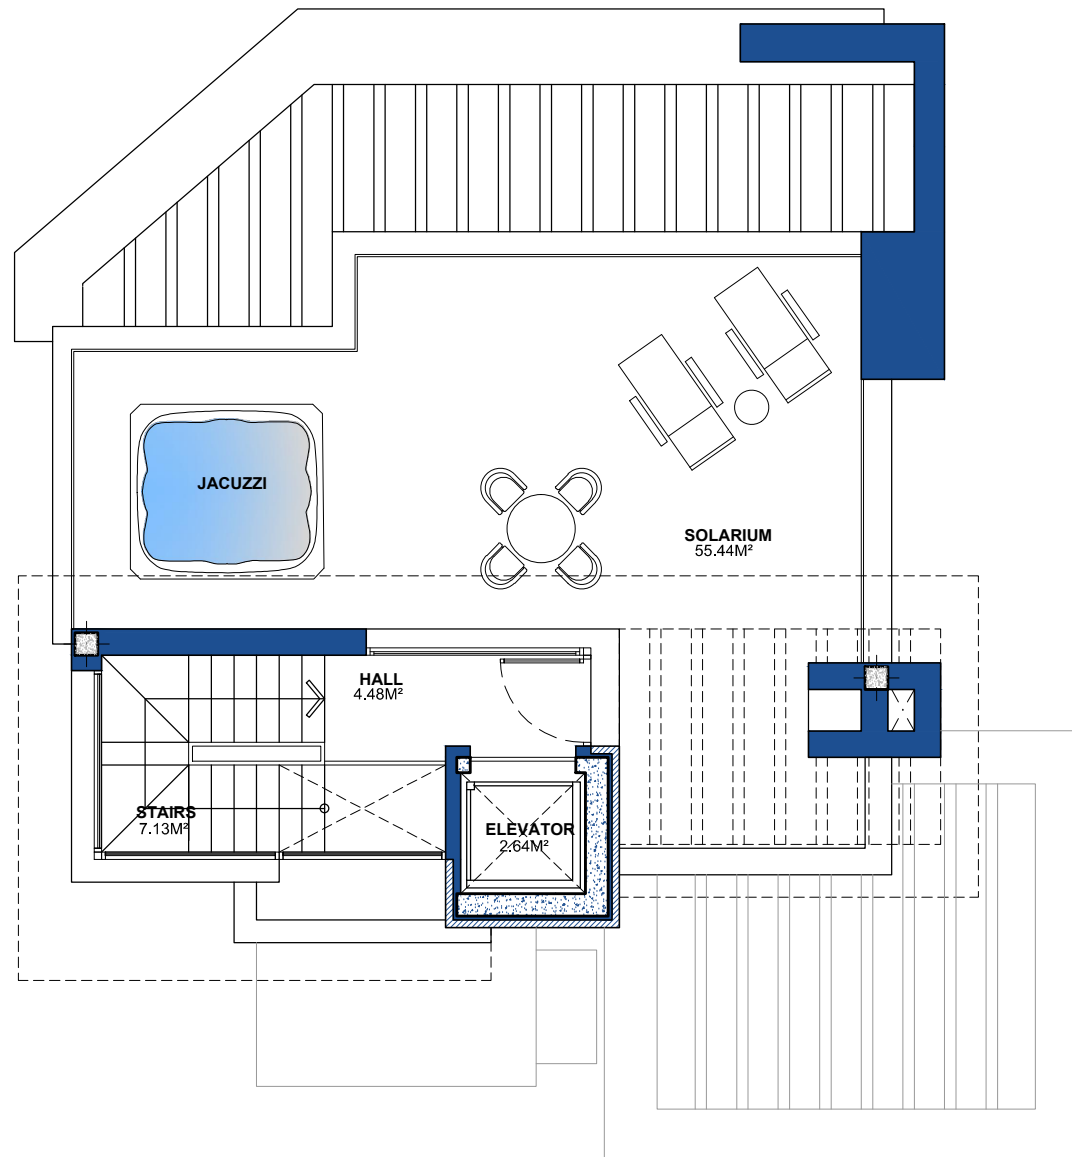 JACUZZI
SOLARIUM
55.44M²
HALL
4.48M²
STAIRS
7.13M²
ELEVATOR
2.64M²